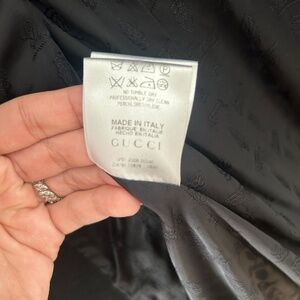 NO TUMBLE DRY
PROFESSIONALLY DRY CLEAN
MADE IN ITALY
FABRIQUÉ EN ITALIE
HECHO EN ITALIA
GUCCI